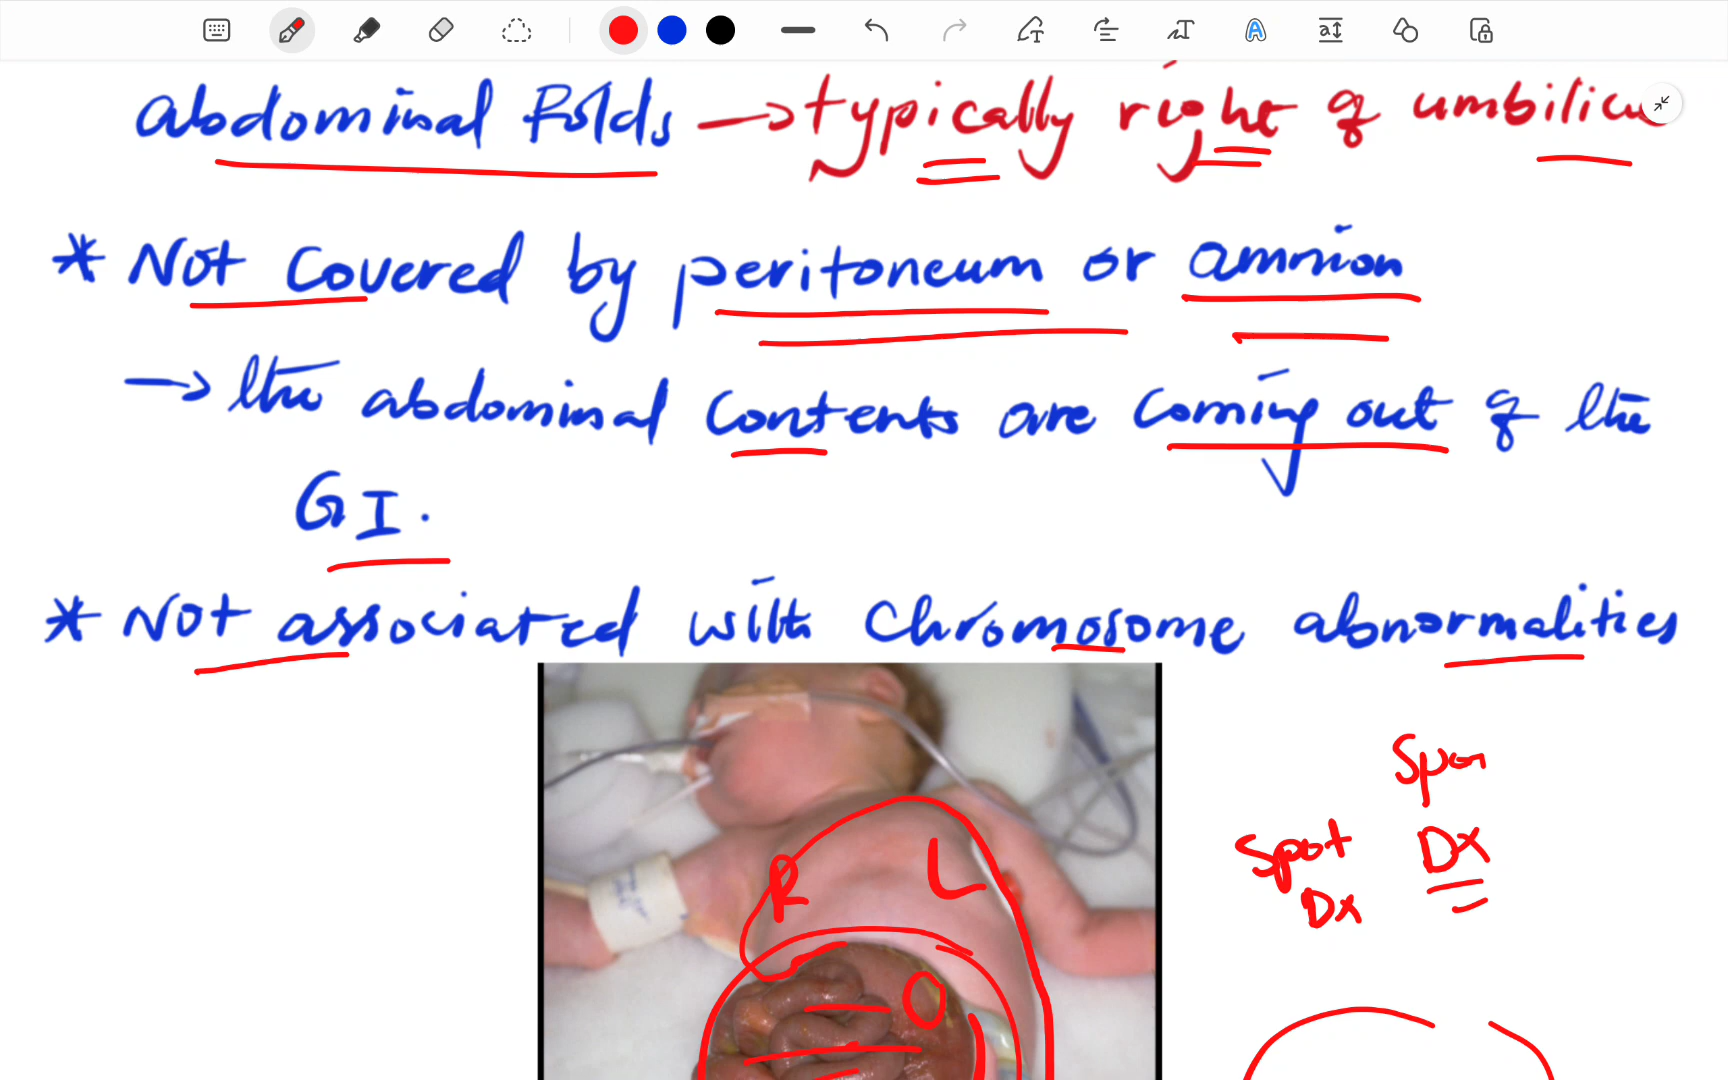 abdominal Folds → typically right of umbilicu
* Not Covered by peritoneum or amnion
→ the abdominal Contents are coming out of the
GI.
* Not associated with Chromosome abnormalities
Spon
Spot DX
DX
R L
O